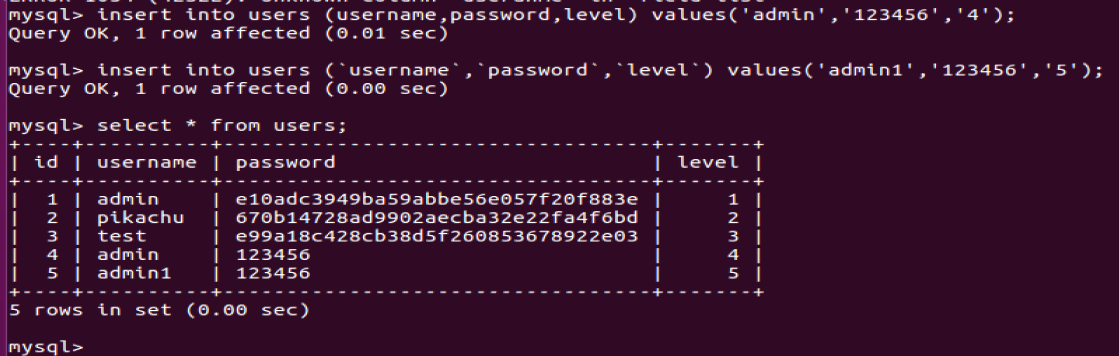 mysql> insert into users (username,password,level) values('admin','123456','4');
Query OK, 1 row affected (0.01 sec)
mysql> insert into users (`username`,`password`,`level`) values('admin1','123456','5');
Query OK, 1 row affected (0.00 sec)
mysql> select * from users;
+----+----------+----------------------------------+-------+
| id | username | password                         | level |
+----+----------+----------------------------------+-------+
|  1 | admin    | e10adc3949ba59abbe56e057f20f883e |     1 |
|  2 | pikachu  | 670b14728ad9902aecba32e22fa4f6bd |     2 |
|  3 | test     | e99a18c428cb38d5f260853678922e03 |     3 |
|  4 | admin    | 123456                           |     4 |
|  5 | admin1   | 123456                           |     5 |
+----+----------+----------------------------------+-------+
5 rows in set (0.00 sec)
mysql>